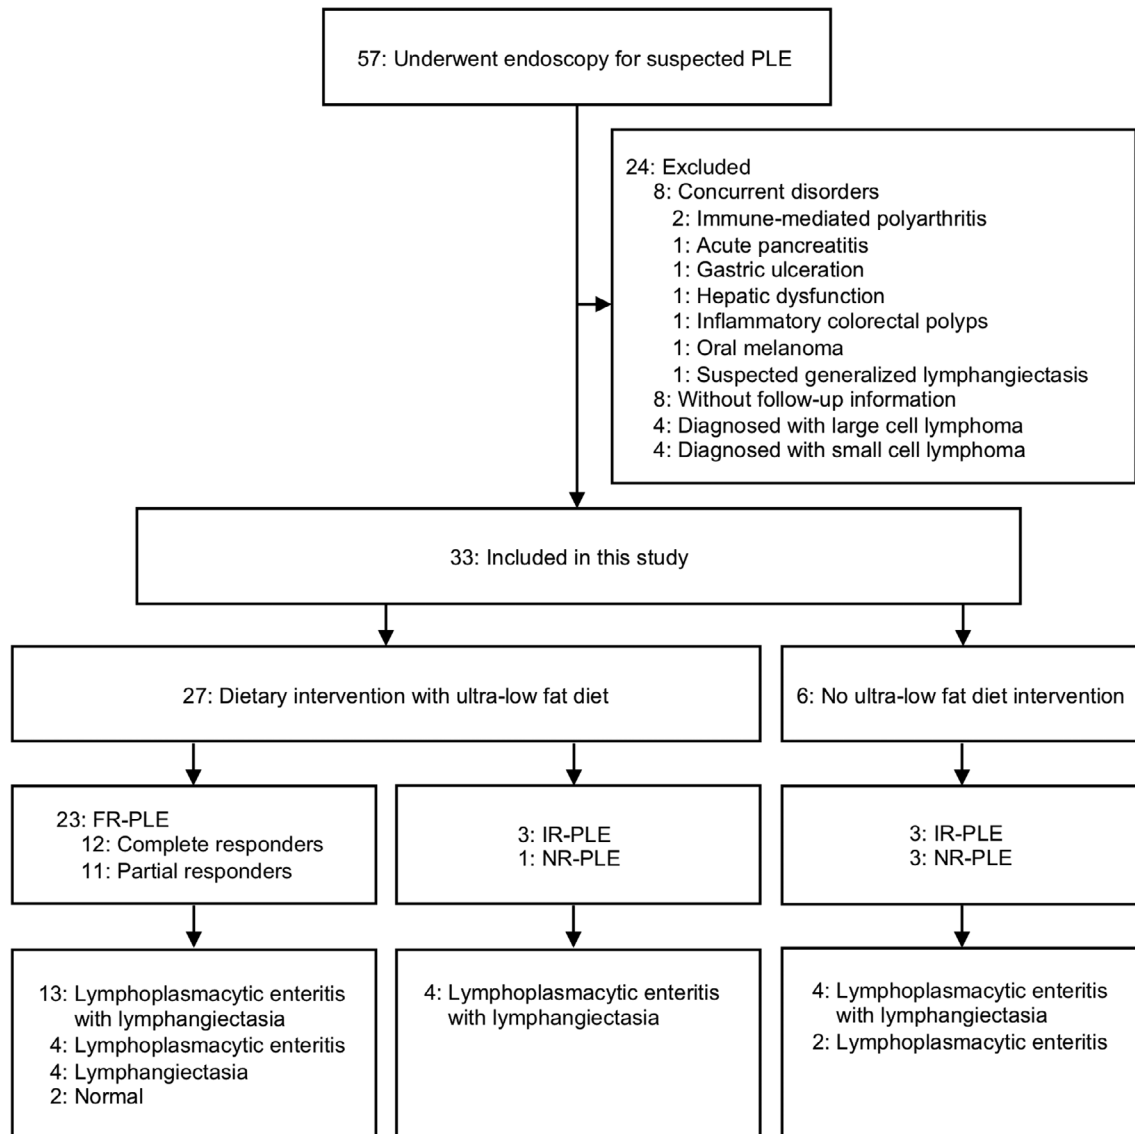 57: Underwent endoscopy for suspected PLE
24: Excluded
8: Concurrent disorders
2: Immune-mediated polyarthritis
1: Acute pancreatitis
1: Gastric ulceration
1: Hepatic dysfunction
1: Inflammatory colorectal polyps
1: Oral melanoma
1: Suspected generalized lymphangiectasis
8: Without follow-up information
4: Diagnosed with large cell lymphoma
4: Diagnosed with small cell lymphoma
33: Included in this study
27: Dietary intervention with ultra-low fat diet
6: No ultra-low fat diet intervention
23: FR-PLE
12: Complete responders
11: Partial responders
3: IR-PLE
1: NR-PLE
3: IR-PLE
3: NR-PLE
13: Lymphoplasmacytic enteritis
with lymphangiectasia
4: Lymphoplasmacytic enteritis
4: Lymphangiectasia
2: Normal
4: Lymphoplasmacytic enteritis
with lymphangiectasia
4: Lymphoplasmacytic enteritis
with lymphangiectasia
2: Lymphoplasmacytic enteritis